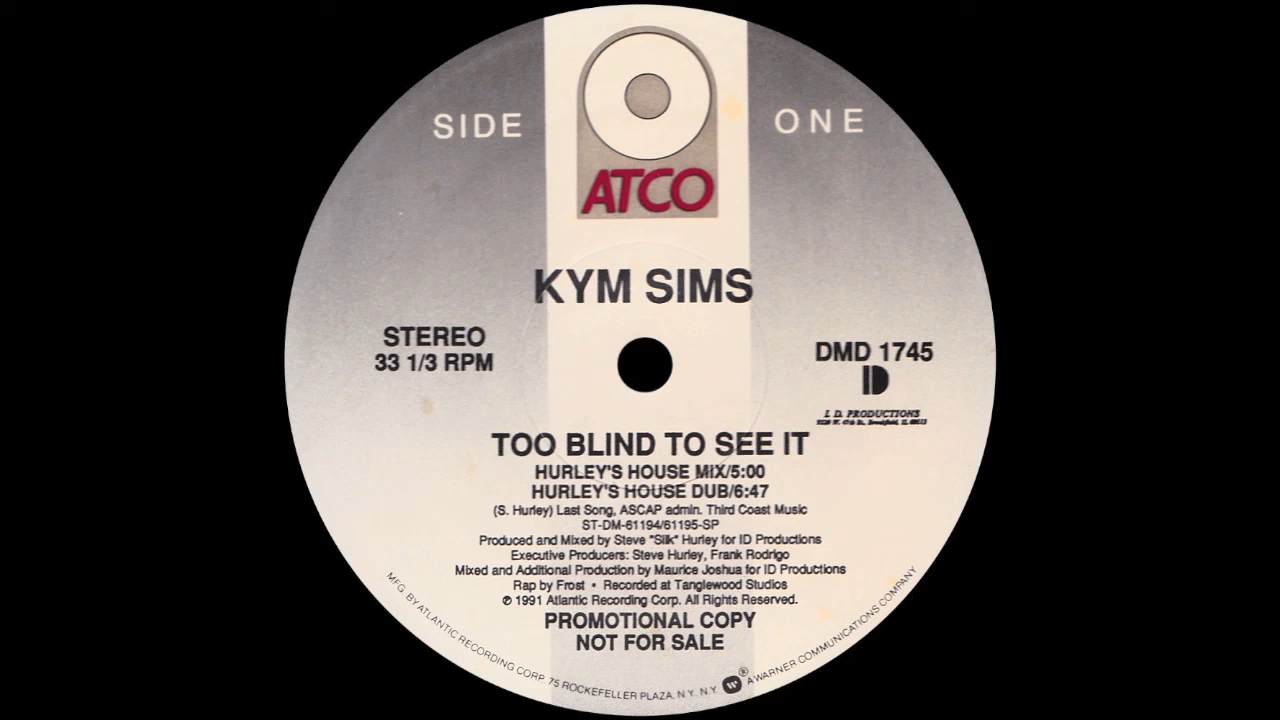 SIDE ONE
ATCO
KYM SIMS
STEREO
33 1/3 RPM
DMD 1745
ID
I. D. PRODUCTIONS
TOO BLIND TO SEE IT
HURLEY'S HOUSE MIX/5:00
HURLEY'S HOUSE DUB/6:47
(S. Hurley) Last Song, ASCAP admin. Third Coast Music
ST-DM-61194/61195-SP
Produced and Mixed by Steve "Silk" Hurley for ID Productions
Executive Producers: Steve Hurley, Frank Rodrigo
Mixed and Additional Production by Maurice Joshua for ID Productions
Rap by Frost • Recorded at Tanglewood Studios
℗ 1991 Atlantic Recording Corp. All Rights Reserved.
PROMOTIONAL COPY
NOT FOR SALE
MFG. BY ATLANTIC RECORDING CORP. 75 ROCKEFELLER PLAZA, N.Y. N.Y. ® A WARNER COMMUNICATIONS COMPANY